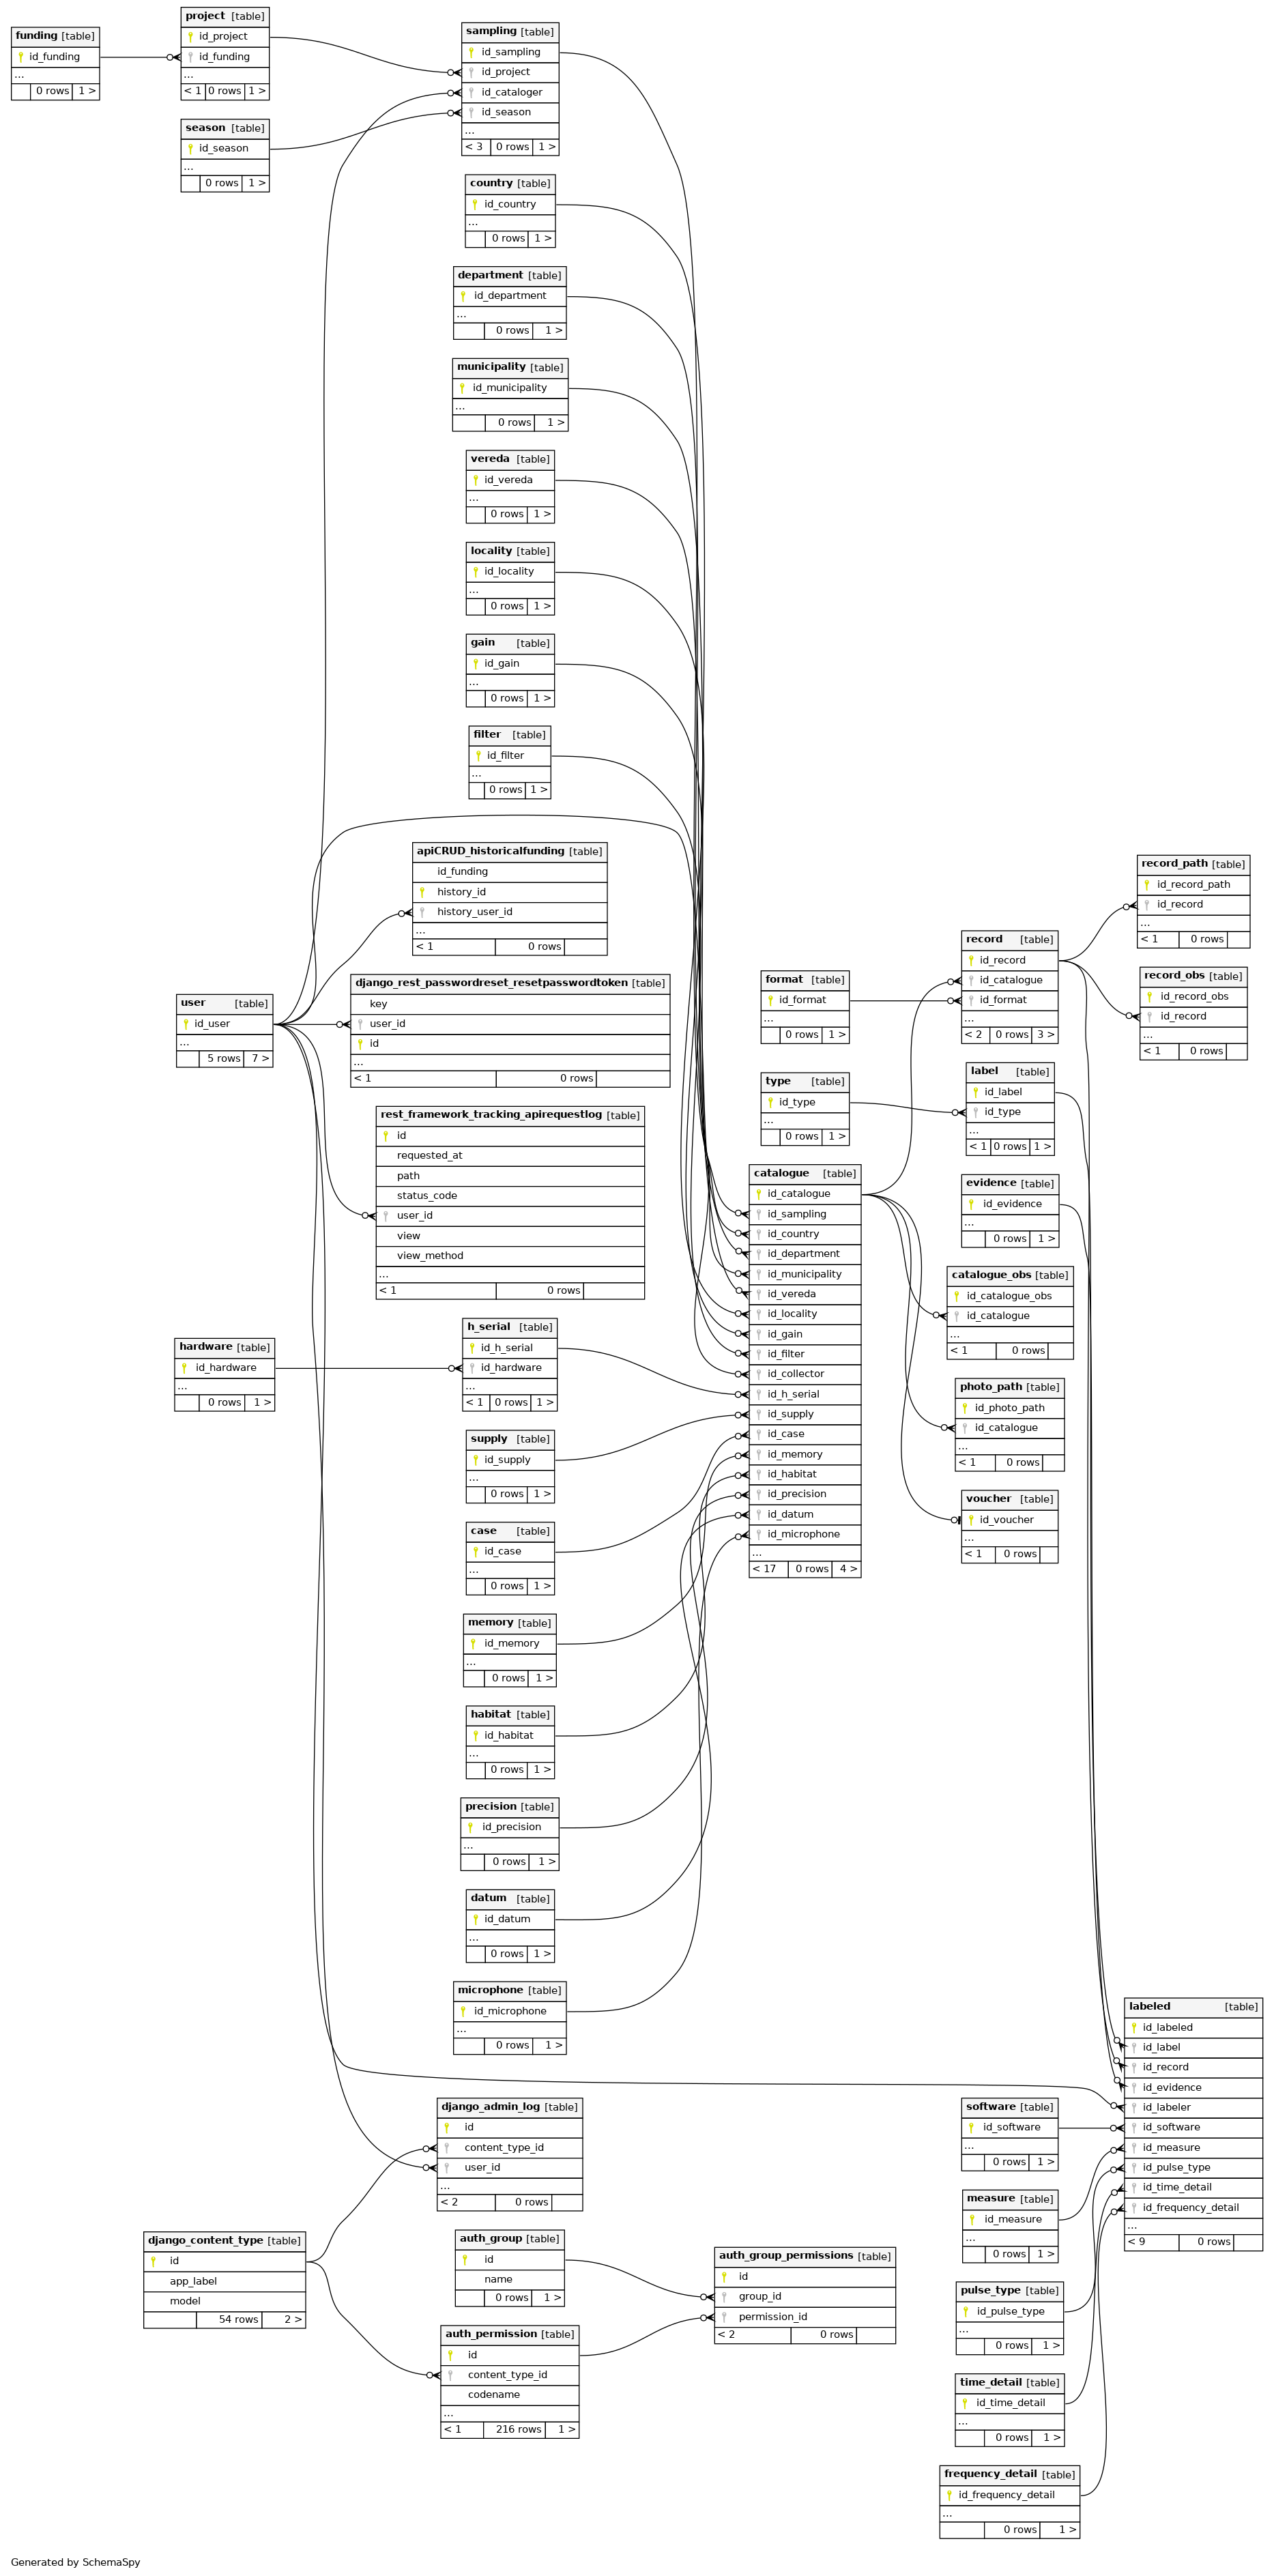 funding [table]
id_funding
...
0 rows 1 >
project [table]
id_project
id_funding
...
< 1 0 rows 1 >
season [table]
id_season
...
0 rows 1 >
sampling [table]
id_sampling
id_project
id_cataloger
id_season
...
< 3 0 rows 1 >
country [table]
id_country
...
0 rows 1 >
department [table]
id_department
...
0 rows 1 >
municipality [table]
id_municipality
...
0 rows 1 >
vereda [table]
id_vereda
...
0 rows 1 >
locality [table]
id_locality
...
0 rows 1 >
gain [table]
id_gain
...
0 rows 1 >
filter [table]
id_filter
...
0 rows 1 >
apiCRUD_historicalfunding [table]
id_funding
history_id
history_user_id
...
< 1 0 rows
django_rest_passwordreset_resetpasswordtoken [table]
key
user_id
id
...
< 1 0 rows
user [table]
id_user
...
5 rows 7 >
rest_framework_tracking_apirequestlog [table]
id
requested_at
path
status_code
user_id
view
view_method
...
< 1 0 rows
hardware [table]
id_hardware
...
0 rows 1 >
h_serial [table]
id_h_serial
id_hardware
...
< 1 0 rows 1 >
supply [table]
id_supply
...
0 rows 1 >
case [table]
id_case
...
0 rows 1 >
memory [table]
id_memory
...
0 rows 1 >
habitat [table]
id_habitat
...
0 rows 1 >
precision [table]
id_precision
...
0 rows 1 >
datum [table]
id_datum
...
0 rows 1 >
microphone [table]
id_microphone
...
0 rows 1 >
format [table]
id_format
...
0 rows 1 >
type [table]
id_type
...
0 rows 1 >
catalogue [table]
id_catalogue
id_sampling
id_country
id_department
id_municipality
id_vereda
id_locality
id_gain
id_filter
id_collector
id_h_serial
id_supply
id_case
id_memory
id_habitat
id_precision
id_datum
id_microphone
...
< 17 0 rows 4 >
record [table]
id_record
id_catalogue
id_format
...
< 2 0 rows 3 >
record_path [table]
id_record_path
id_record
...
< 1 0 rows
record_obs [table]
id_record_obs
id_record
...
< 1 0 rows
label [table]
id_label
id_type
...
< 1 0 rows 1 >
evidence [table]
id_evidence
...
0 rows 1 >
catalogue_obs [table]
id_catalogue_obs
id_catalogue
...
< 1 0 rows
photo_path [table]
id_photo_path
id_catalogue
...
< 1 0 rows
voucher [table]
id_voucher
...
< 1 0 rows
labeled [table]
id_labeled
id_label
id_record
id_evidence
id_labeler
id_software
id_measure
id_pulse_type
id_time_detail
id_frequency_detail
...
< 9 0 rows
software [table]
id_software
...
0 rows 1 >
measure [table]
id_measure
...
0 rows 1 >
pulse_type [table]
id_pulse_type
...
0 rows 1 >
time_detail [table]
id_time_detail
...
0 rows 1 >
frequency_detail [table]
id_frequency_detail
...
0 rows 1 >
django_admin_log [table]
id
content_type_id
user_id
...
< 2 0 rows
django_content_type [table]
id
app_label
model
54 rows 2 >
auth_group [table]
id
name
0 rows 1 >
auth_permission [table]
id
content_type_id
codename
...
< 1 216 rows 1 >
auth_group_permissions [table]
id
group_id
permission_id
< 2 0 rows
Generated by SchemaSpy